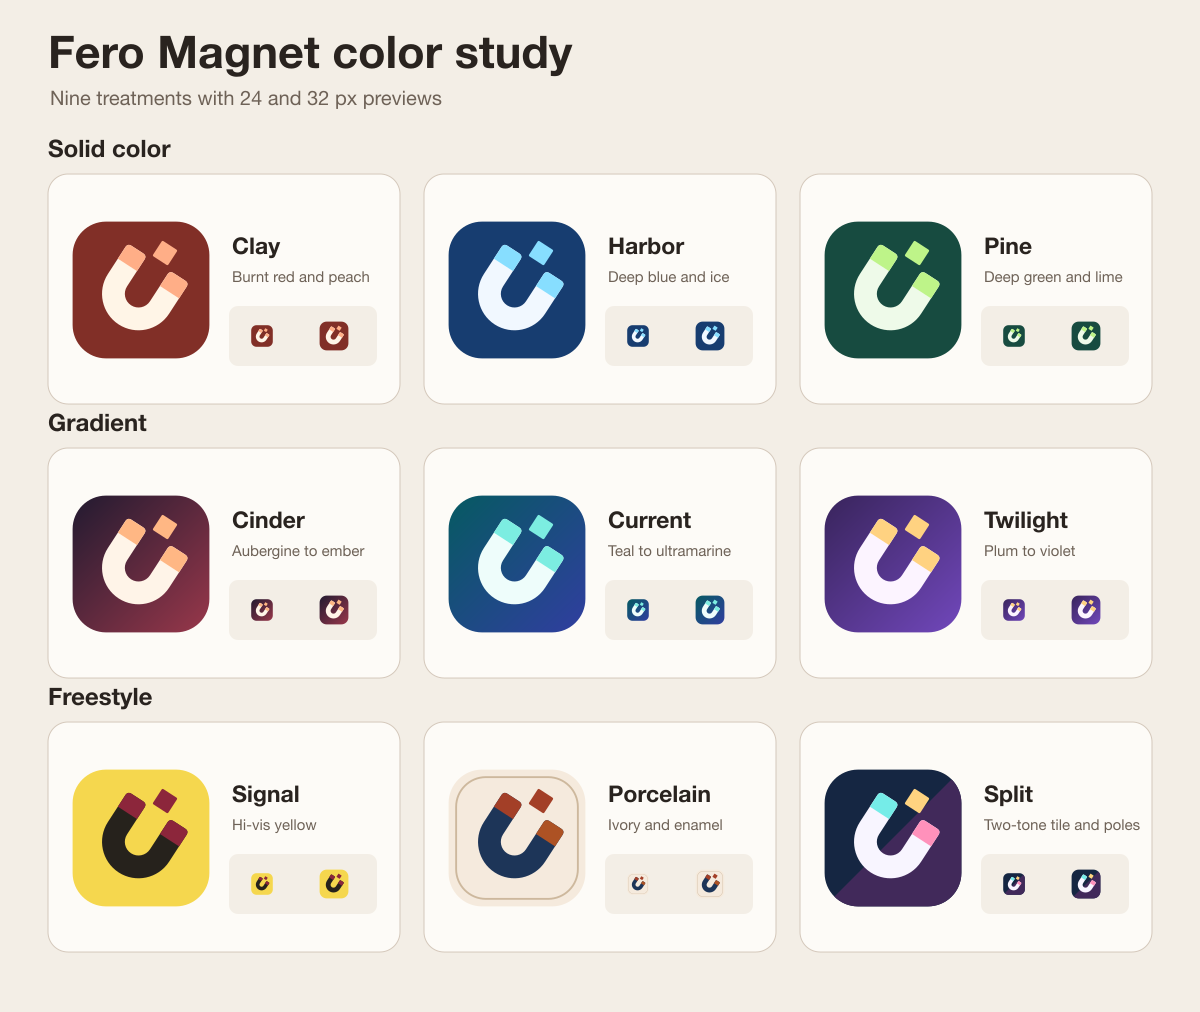 Fero Magnet color study
Nine treatments with 24 and 32 px previews
Solid color
Clay
Burnt red and peach
Harbor
Deep blue and ice
Pine
Deep green and lime
Gradient
Cinder
Aubergine to ember
Current
Teal to ultramarine
Twilight
Plum to violet
Freestyle
Signal
Hi-vis yellow
Porcelain
Ivory and enamel
Split
Two-tone tile and poles